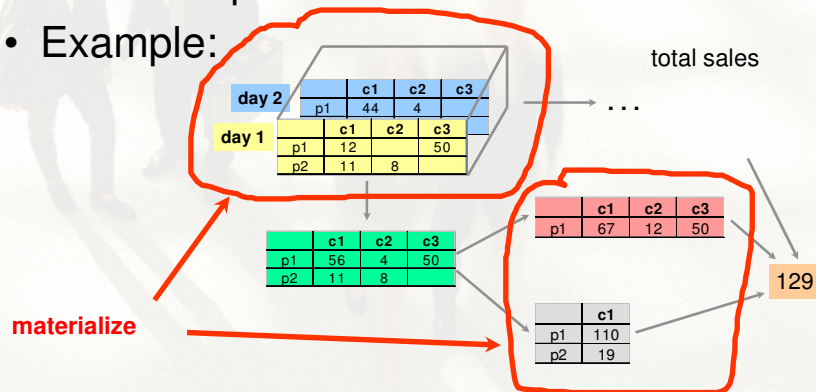 • Example:
total sales
day 2
c1 c2 c3
p1 44 4
...
day 1
c1 c2 c3
p1 12 50
p2 11 8
c1 c2 c3
p1 67 12 50
c1 c2 c3
p1 56 4 50
p2 11 8
129
materialize
c1
p1 110
p2 19